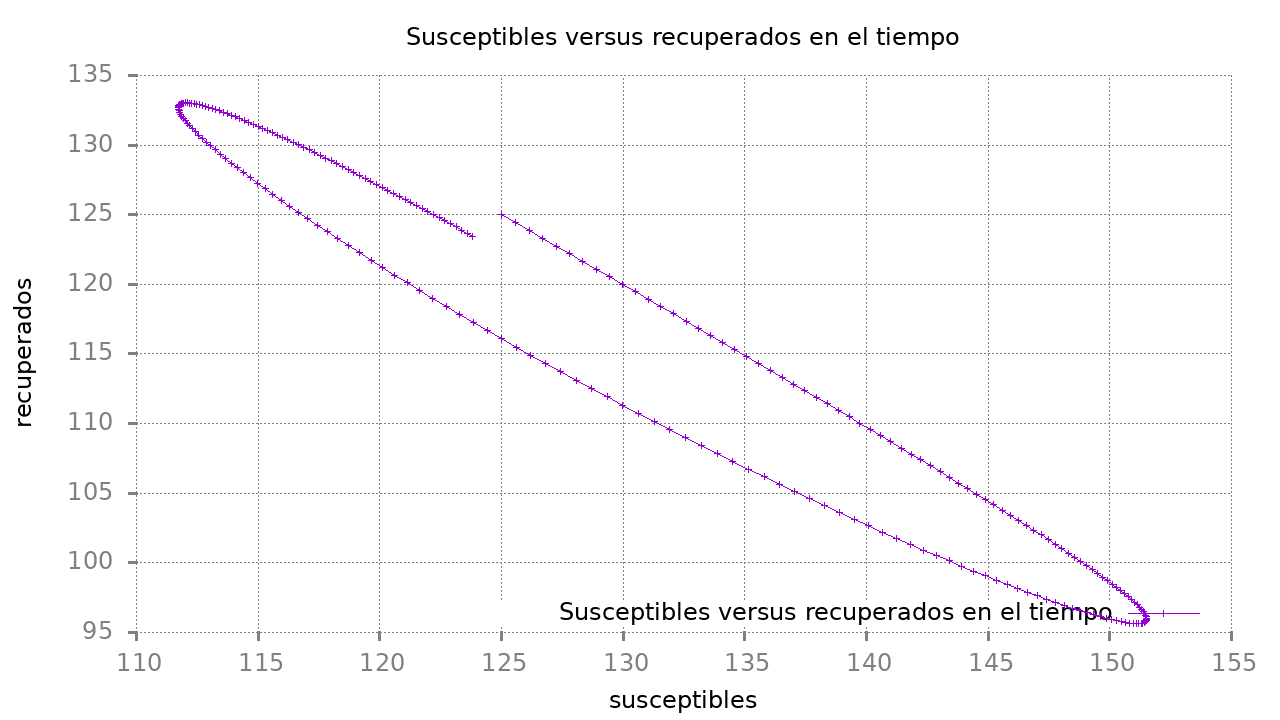 Susceptibles versus recuperados en el tiempo
135
130
125
120
115
110
105
100
95
recuperados
Susceptibles versus recuperados en el tiempo
110 115 120 125 130 135 140 145 150 155
susceptibles